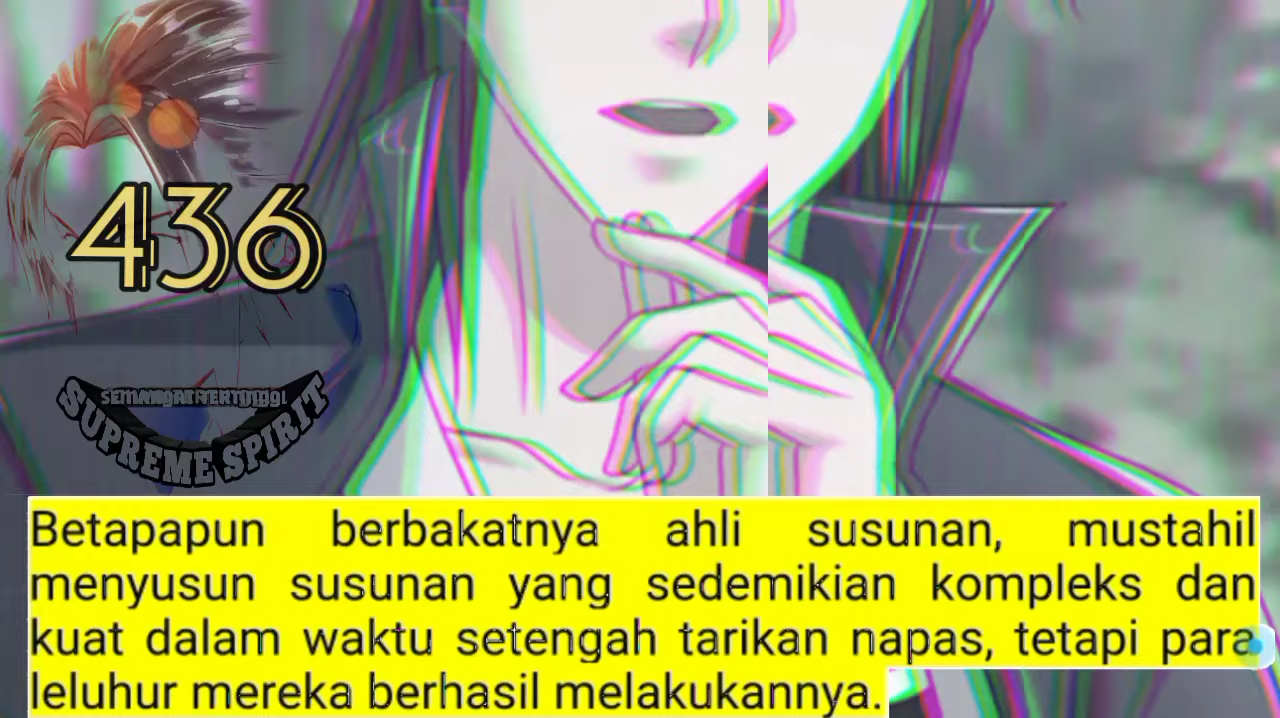 436
SUPREME SPIRIT
Betapapun berbakatnya ahli susunan, mustahil
menyusun susunan yang sedemikian kompleks dan
kuat dalam waktu setengah tarikan napas, tetapi para
leluhur mereka berhasil melakukannya.